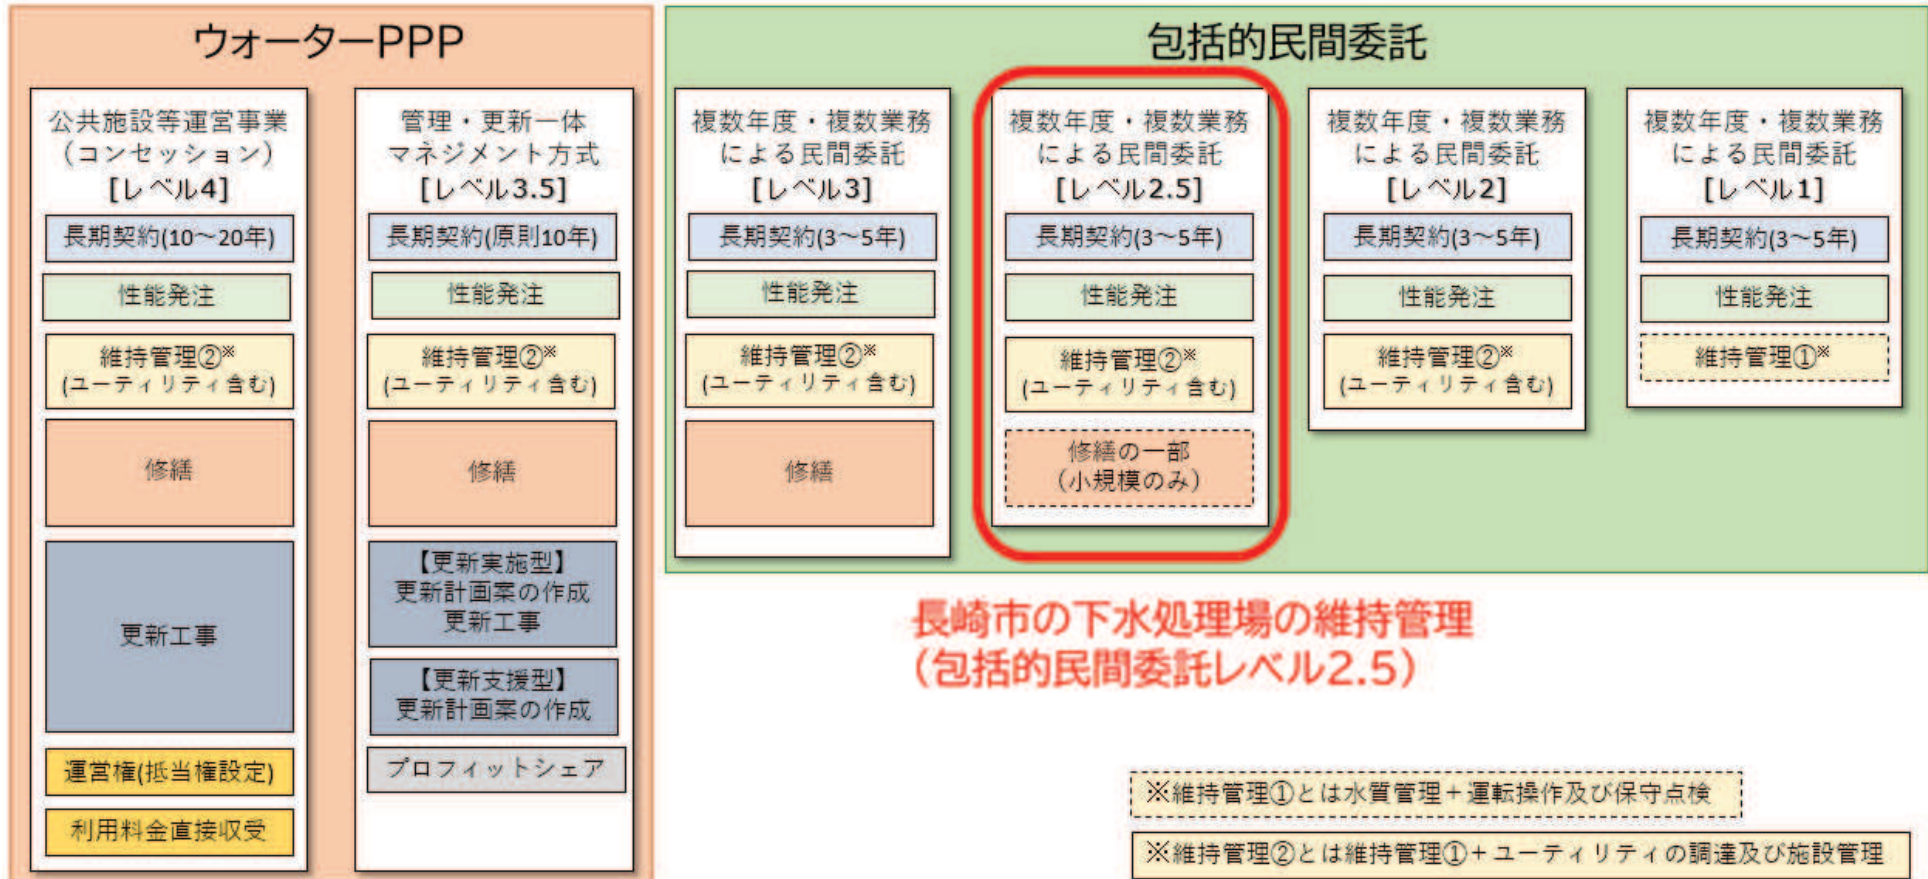 ウォーターPPP
公共施設等運営事業
（コンセッション）
[レベル4]
長期契約(10～20年)
性能発注
維持管理②※
(ユーティリティ含む)
修繕
更新工事
運営権(抵当権設定)
利用料金直接収受
管理・更新一体
マネジメント方式
[レベル3.5]
長期契約(原則10年)
性能発注
維持管理②※
(ユーティリティ含む)
修繕
【更新実施型】
更新計画案の作成
更新工事
【更新支援型】
更新計画案の作成
プロフィットシェア
包括的民間委託
複数年度・複数業務
による民間委託
[レベル3]
長期契約(3～5年)
性能発注
維持管理②※
(ユーティリティ含む)
修繕
複数年度・複数業務
による民間委託
[レベル2.5]
長期契約(3～5年)
性能発注
維持管理②※
(ユーティリティ含む)
修繕の一部
（小規模のみ）
複数年度・複数業務
による民間委託
[レベル2]
長期契約(3～5年)
性能発注
維持管理②※
(ユーティリティ含む)
複数年度・複数業務
による民間委託
[レベル1]
長期契約(3～5年)
性能発注
維持管理①※
長崎市の下水処理場の維持管理
（包括的民間委託レベル2.5）
※維持管理①とは水質管理＋運転操作及び保守点検
※維持管理②とは維持管理①＋ユーティリティの調達及び施設管理